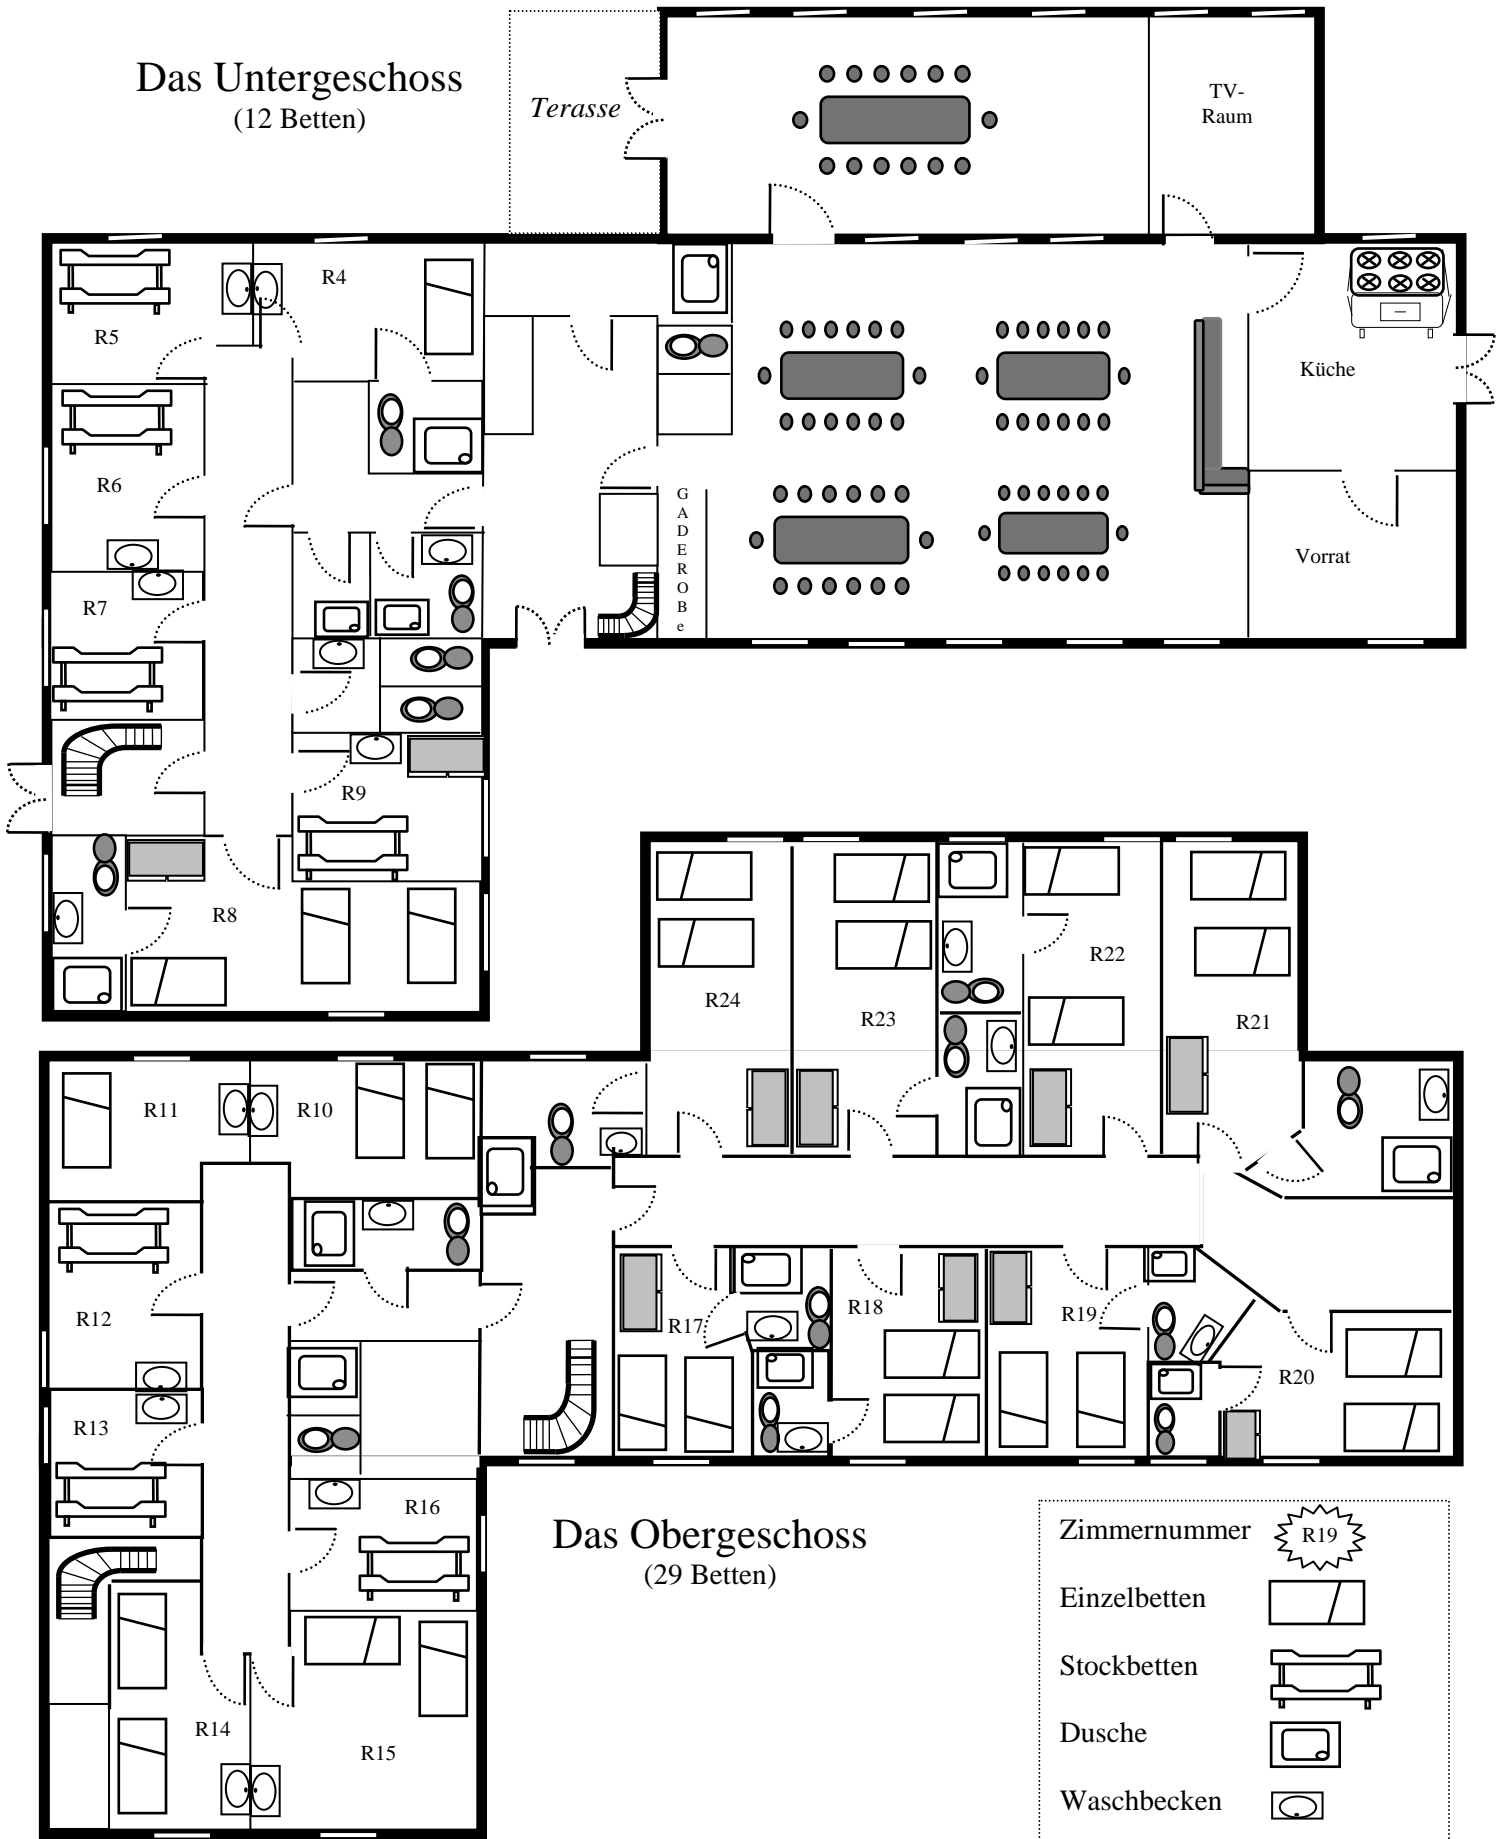 Das Untergeschoss
(12 Betten)
Terasse
TV-
Raum
R4
R5
R6
R7
R8
R9
G
A
D
E
R
O
B
e
Küche
Vorrat
R24
R23
R22
R21
R11
R10
R12
R13
R17
R18
R19
R20
R16
R14
R15
Das Obergeschoss
(29 Betten)
Zimmernummer R19
Einzelbetten
Stockbetten
Dusche
Waschbecken